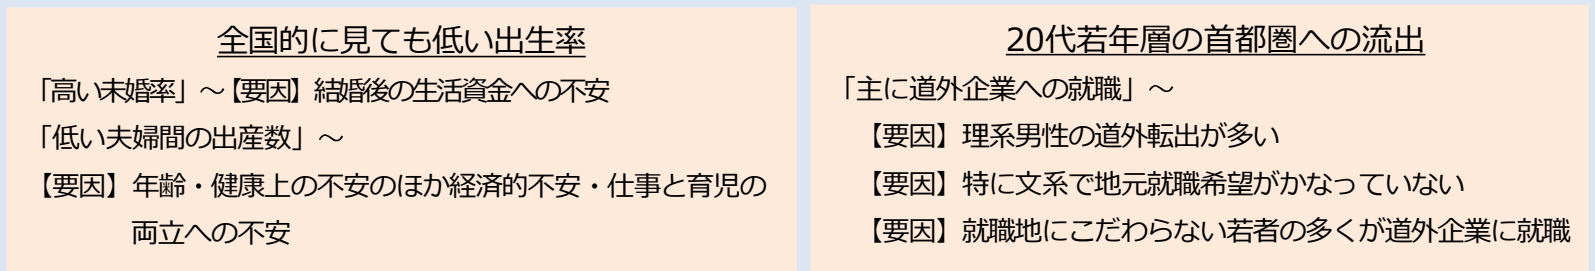 全国的に見ても低い出生率
「高い未婚率」～【要因】結婚後の生活資金への不安
「低い夫婦間の出産数」～
【要因】年齢・健康上の不安のほか経済的不安・仕事と育児の
両立への不安
20代若年層の首都圏への流出
「主に道外企業への就職」～
【要因】理系男性の道外転出が多い
【要因】特に文系で地元就職希望がかなっていない
【要因】就職地にこだわらない若者の多くが道外企業に就職